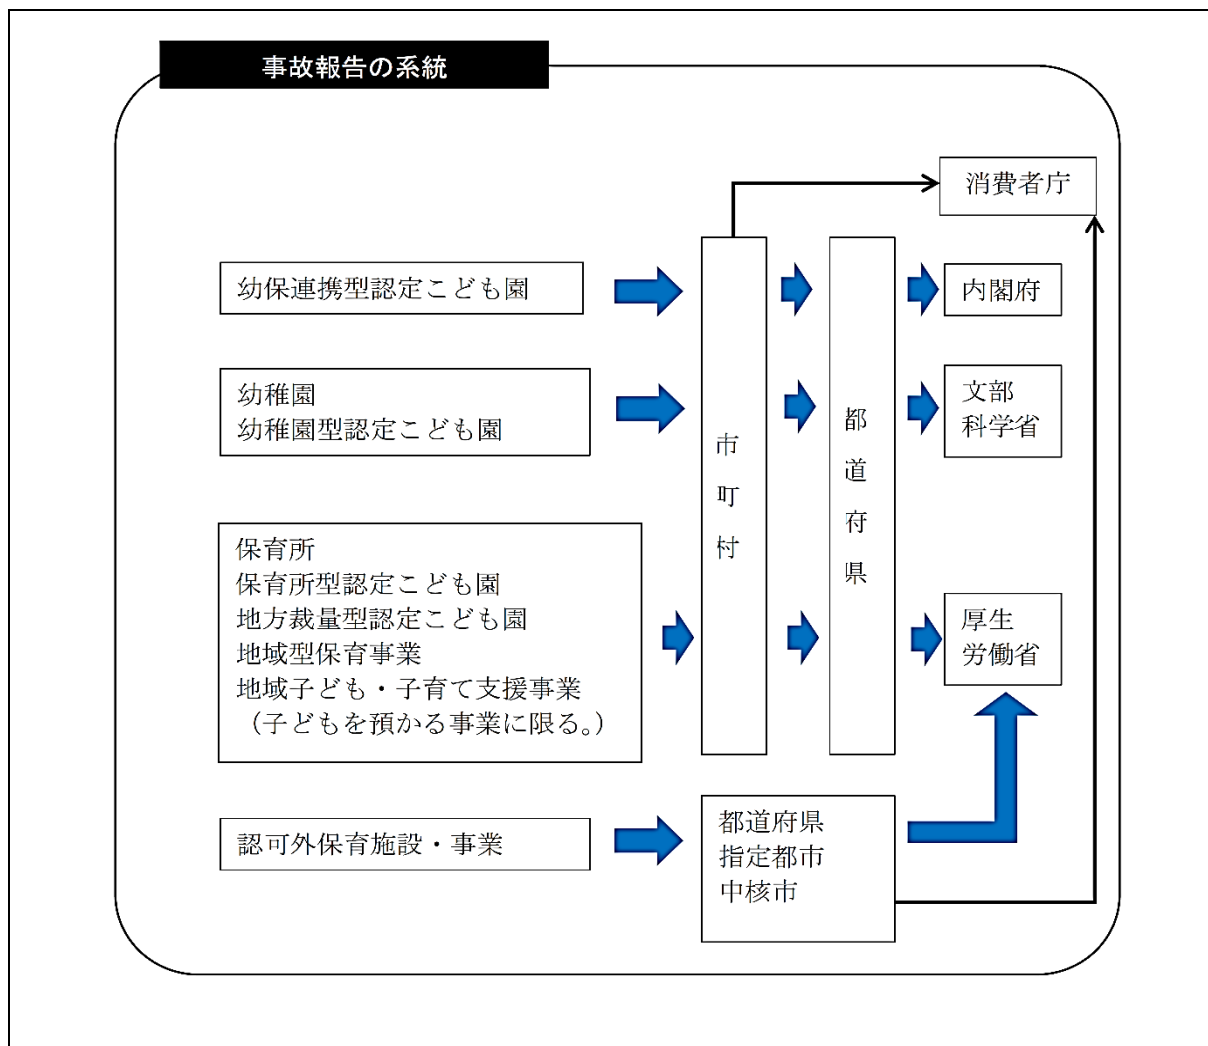 事故報告の系統
消費者庁
幼保連携型認定こども園
内閣府
幼稚園
幼稚園型認定こども園
文部
科学省
市町村
都道府県
保育所
保育所型認定こども園
地方裁量型認定こども園
地域型保育事業
地域子ども・子育て支援事業
（子どもを預かる事業に限る。）
厚生
労働省
認可外保育施設・事業
都道府県
指定都市
中核市